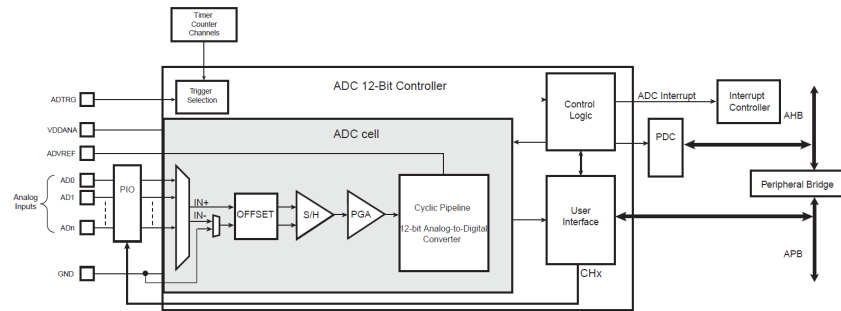 Timer
Counter
Channels
ADC 12-Bit Controller
ADTRG
Trigger
Selection
Control
Logic
ADC Interrupt
Interrupt
Controller
AHB
VDDANA
ADC cell
PDC
ADVREF
Analog
Inputs
AD0
AD1
ADn
PIO
IN+
IN-
OFFSET
S/H
PGA
Cyclic Pipeline
12-bit Analog-to-Digital
Converter
User
Interface
Peripheral Bridge
APB
GND
CHx